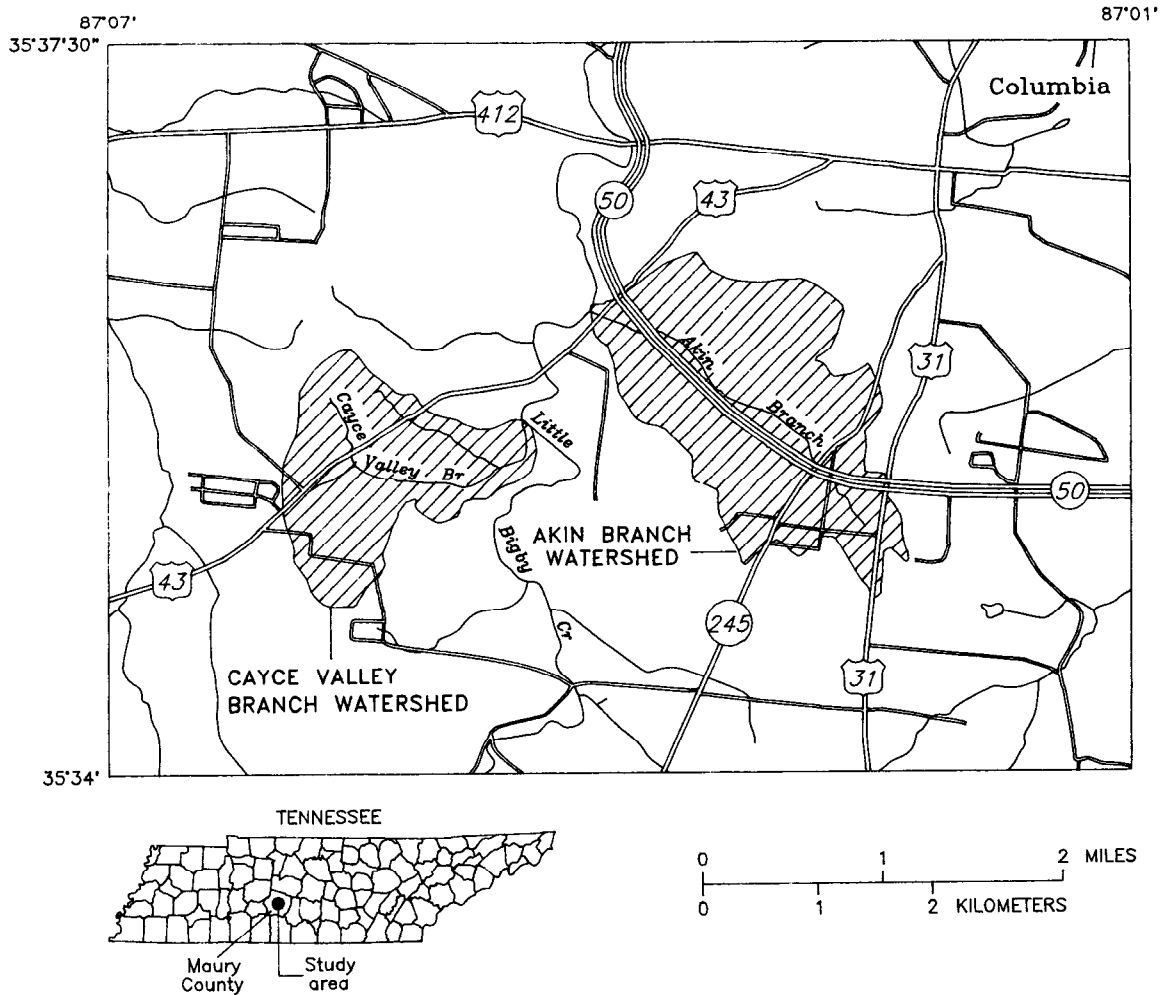 87°07'
87°01'
35°37'30"
Columbia
412
50
43
Akin
31
Branch
Cayce
Little
Valley Br
50
Bigby
AKIN BRANCH
WATERSHED
43
245
Cr
31
CAYCE VALLEY
BRANCH WATERSHED
35°34'
TENNESSEE
Maury
County
Study
area
0 1 2 MILES
0 1 2 KILOMETERS